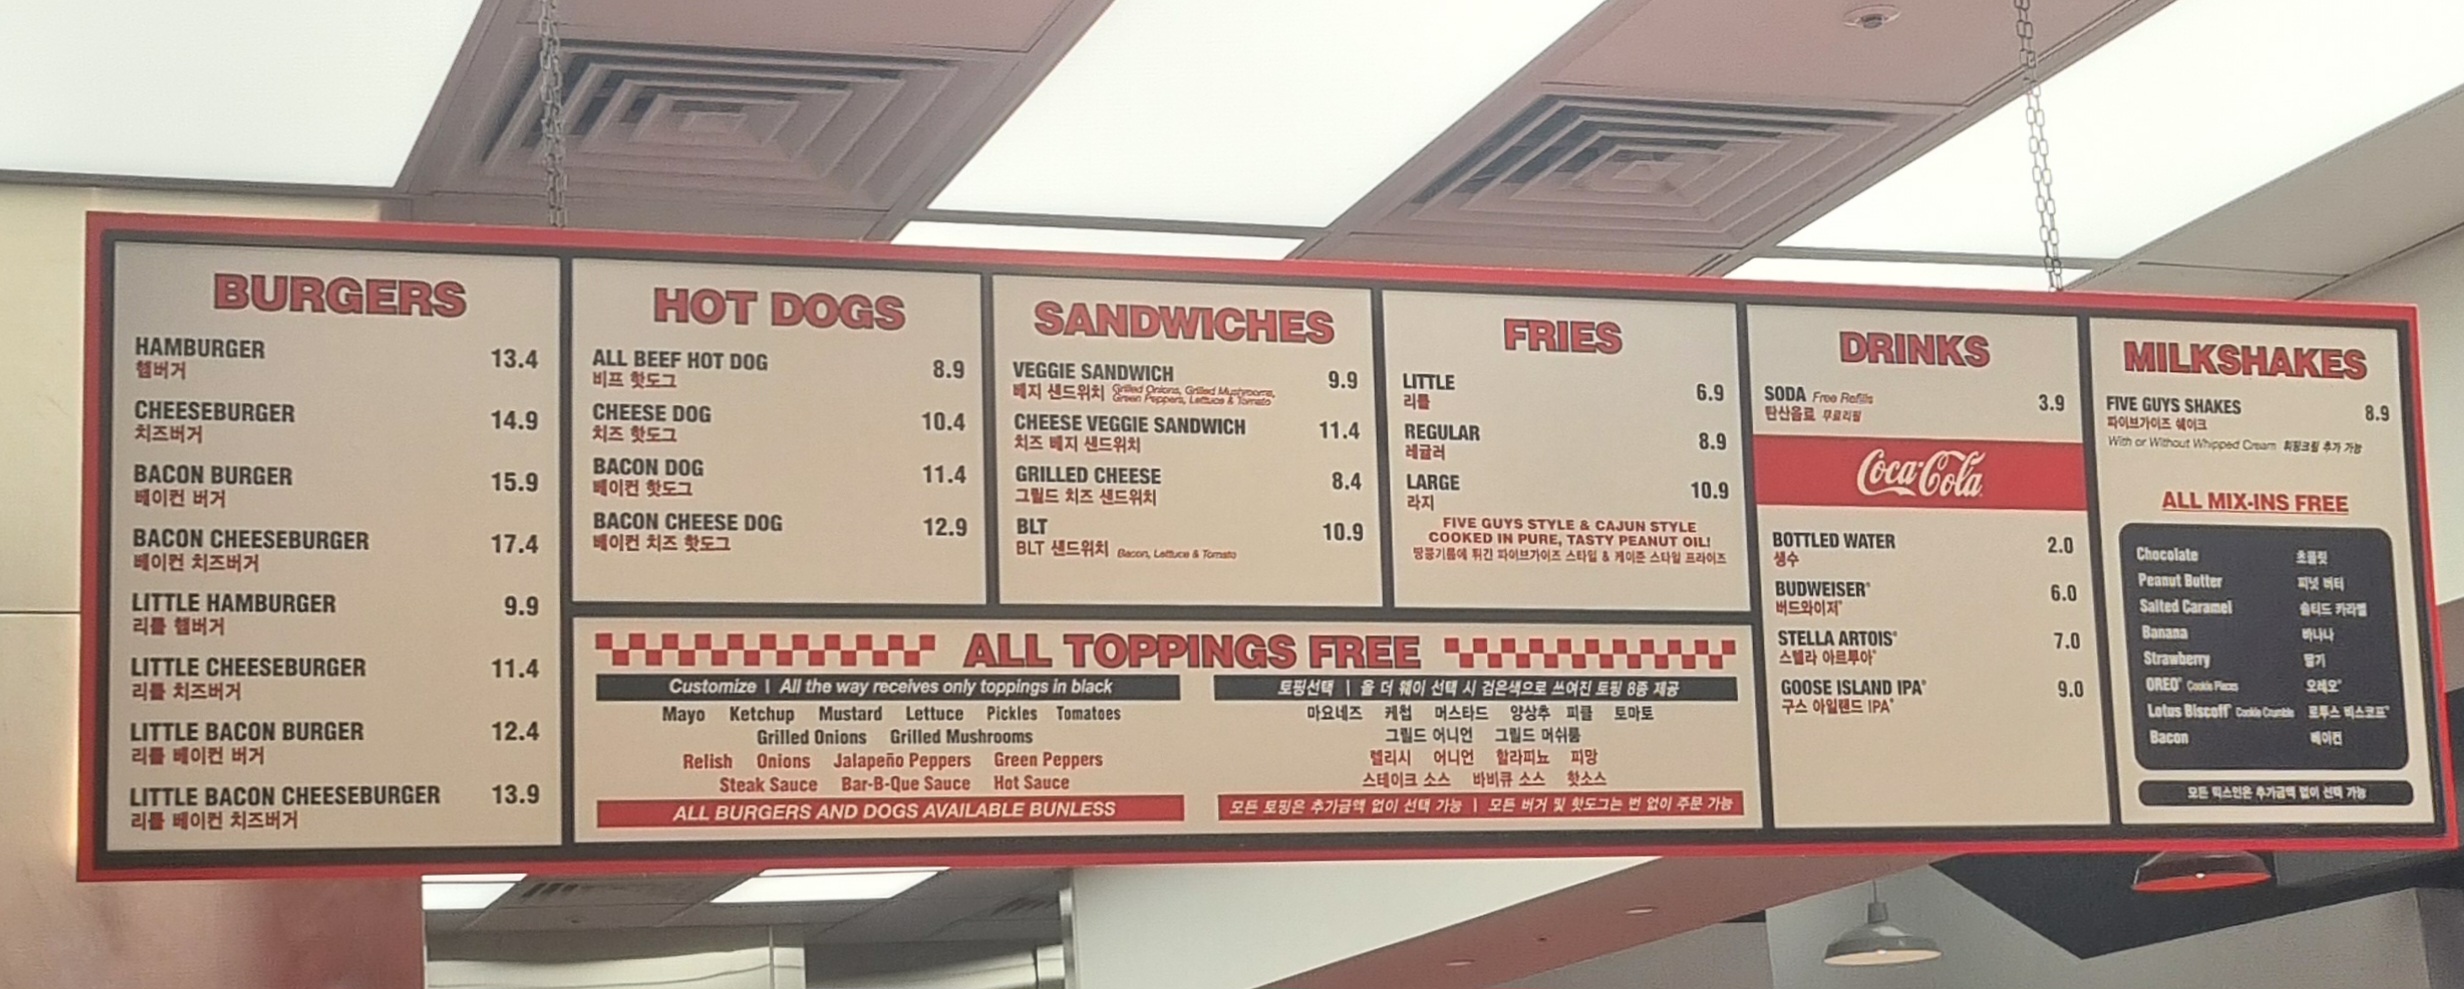 BURGERS
HAMBURGER 13.4
햄버거
CHEESEBURGER 14.9
치즈버거
BACON BURGER 15.9
베이컨 버거
BACON CHEESEBURGER 17.4
베이컨 치즈버거
LITTLE HAMBURGER 9.9
리틀 햄버거
LITTLE CHEESEBURGER 11.4
리틀 치즈버거
LITTLE BACON BURGER 12.4
리틀 베이컨 버거
LITTLE BACON CHEESEBURGER 13.9
리틀 베이컨 치즈버거
HOT DOGS
ALL BEEF HOT DOG 8.9
비프 핫도그
CHEESE DOG 10.4
치즈 핫도그
BACON DOG 11.4
베이컨 핫도그
BACON CHEESE DOG 12.9
베이컨 치즈 핫도그
SANDWICHES
VEGGIE SANDWICH 9.9
베지 샌드위치 Grilled Onions, Grilled Mushrooms,
Green Peppers, Lettuce & Tomato
CHEESE VEGGIE SANDWICH 11.4
치즈 베지 샌드위치
GRILLED CHEESE 8.4
그릴드 치즈 샌드위치
BLT 10.9
BLT 샌드위치 Bacon, Lettuce & Tomato
FRIES
LITTLE 6.9
리틀
REGULAR 8.9
레귤러
LARGE 10.9
라지
FIVE GUYS STYLE & CAJUN STYLE
COOKED IN PURE, TASTY PEANUT OIL!
땅콩기름에 튀긴 파이브가이즈 스타일 & 케이준 스타일 프라이즈
ALL TOPPINGS FREE
Customize | All the way receives only toppings in black
Mayo Ketchup Mustard Lettuce Pickles Tomatoes
Grilled Onions Grilled Mushrooms
Relish Onions Jalapeño Peppers Green Peppers
Steak Sauce Bar-B-Que Sauce Hot Sauce
ALL BURGERS AND DOGS AVAILABLE BUNLESS
토핑선택 | 올 더 웨이 선택 시 검은색으로 쓰여진 토핑 8종 제공
마요네즈 케첩 머스타드 양상추 피클 토마토
그릴드 어니언 그릴드 머쉬룸
렐리시 어니언 할라피뇨 피망
스테이크 소스 바비큐 소스 핫소스
모든 토핑은 추가금액 없이 선택 가능 | 모든 버거 및 핫도그는 번 없이 주문 가능
DRINKS
SODA Free Refills 3.9
탄산음료 무료리필
Coca-Cola
BOTTLED WATER 2.0
생수
BUDWEISER® 6.0
버드와이저®
STELLA ARTOIS® 7.0
스텔라 아르투아®
GOOSE ISLAND IPA® 9.0
구스 아일랜드 IPA®
MILKSHAKES
FIVE GUYS SHAKES 8.9
파이브가이즈 쉐이크
With or Without Whipped Cream 휘핑크림 추가 가능
ALL MIX-INS FREE
Chocolate 초콜릿
Peanut Butter 피넛 버터
Salted Caramel 솔티드 카라멜
Banana 바나나
Strawberry 딸기
OREO® Cookie Pieces 오레오®
Lotus Biscoff® Cookie Crumble 로투스 비스코프®
Bacon 베이컨
모든 믹스인은 추가금액 없이 선택 가능